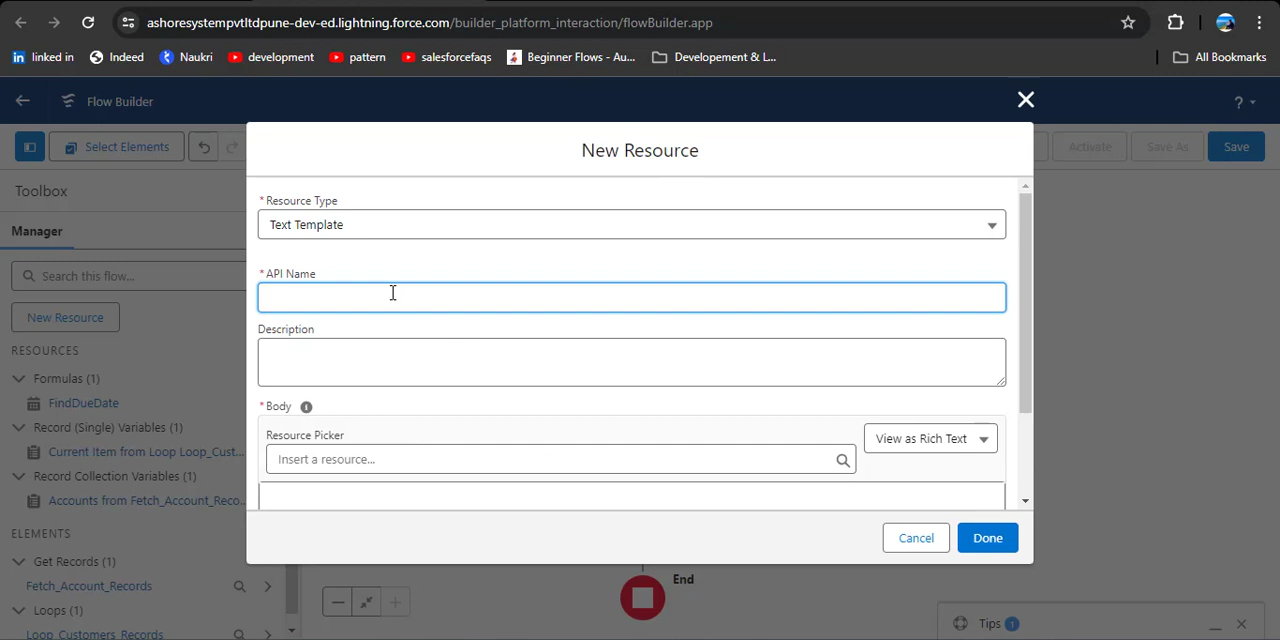 ashoresystempvtltdpune-dev-ed.lightning.force.com/builder_platform_interaction/flowBuilder.app
linked in
Indeed
Naukri
development
pattern
salesforcefaqs
Beginner Flows - Au...
Developement & L...
All Bookmarks
Flow Builder
?
Select Elements
Activate
Save As
Save
New Resource
Toolbox
Manager
Search this flow...
New Resource
RESOURCES
Formulas (1)
FindDueDate
Record (Single) Variables (1)
Current Item from Loop Loop_Cust...
Record Collection Variables (1)
Accounts from Fetch_Account_Reco...
ELEMENTS
Get Records (1)
Fetch_Account_Records
Loops (1)
Loop_Customers_Records
* Resource Type
Text Template
* API Name
Description
* Body
Resource Picker
Insert a resource...
View as Rich Text
Cancel
Done
End
Tips 1